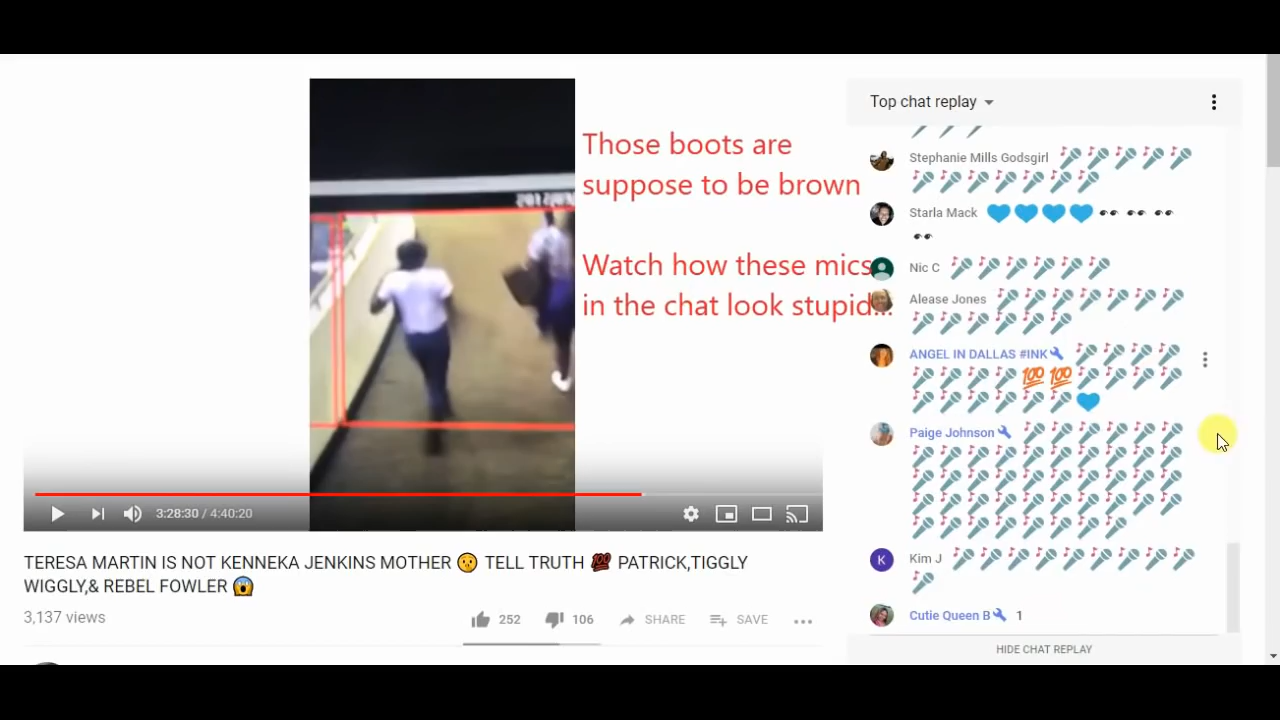 Those boots are
suppose to be brown
Watch how these mics
in the chat look stupid...
3:28:30 / 4:40:20
TERESA MARTIN IS NOT KENNEKA JENKINS MOTHER 🤫 TELL TRUTH 💯 PATRICK,TIGGLY
WIGGLY,& REBEL FOWLER 😱
3,137 views
252
106
SHARE
SAVE
Top chat replay
Stephanie Mills Godsgirl
Starla Mack
Nic C
Alease Jones
ANGEL IN DALLAS #INK
Paige Johnson
Kim J
Cutie Queen B 1
HIDE CHAT REPLAY